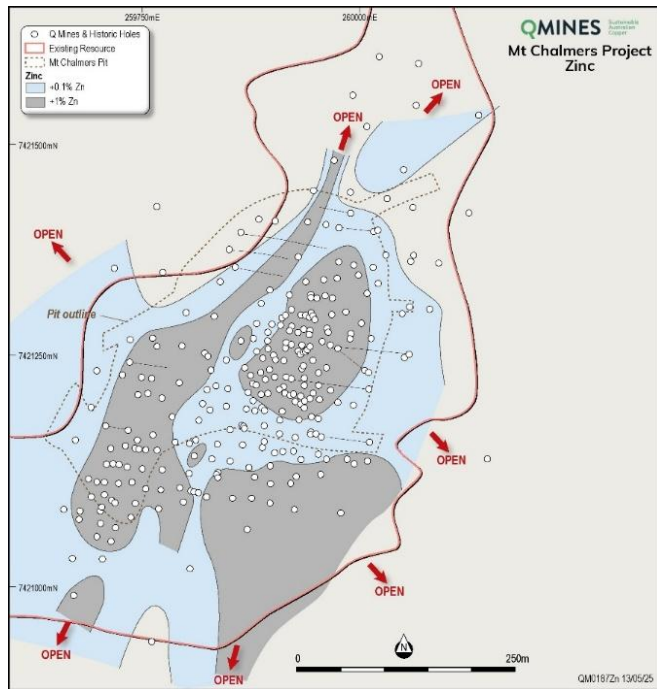 259750mE
260000mE
Q Mines & Historic Holes
Existing Resource
Mt Chalmers Pit
Zinc
+0.1% Zn
+1% Zn
QMINES
Sustainable
Australian
Copper
Mt Chalmers Project
Zinc
OPEN
OPEN
7421500mN
OPEN
Pit outline
7421250mN
OPEN
7421000mN
OPEN
OPEN
OPEN
N
0
250m
QM0187Zn 13/05/25